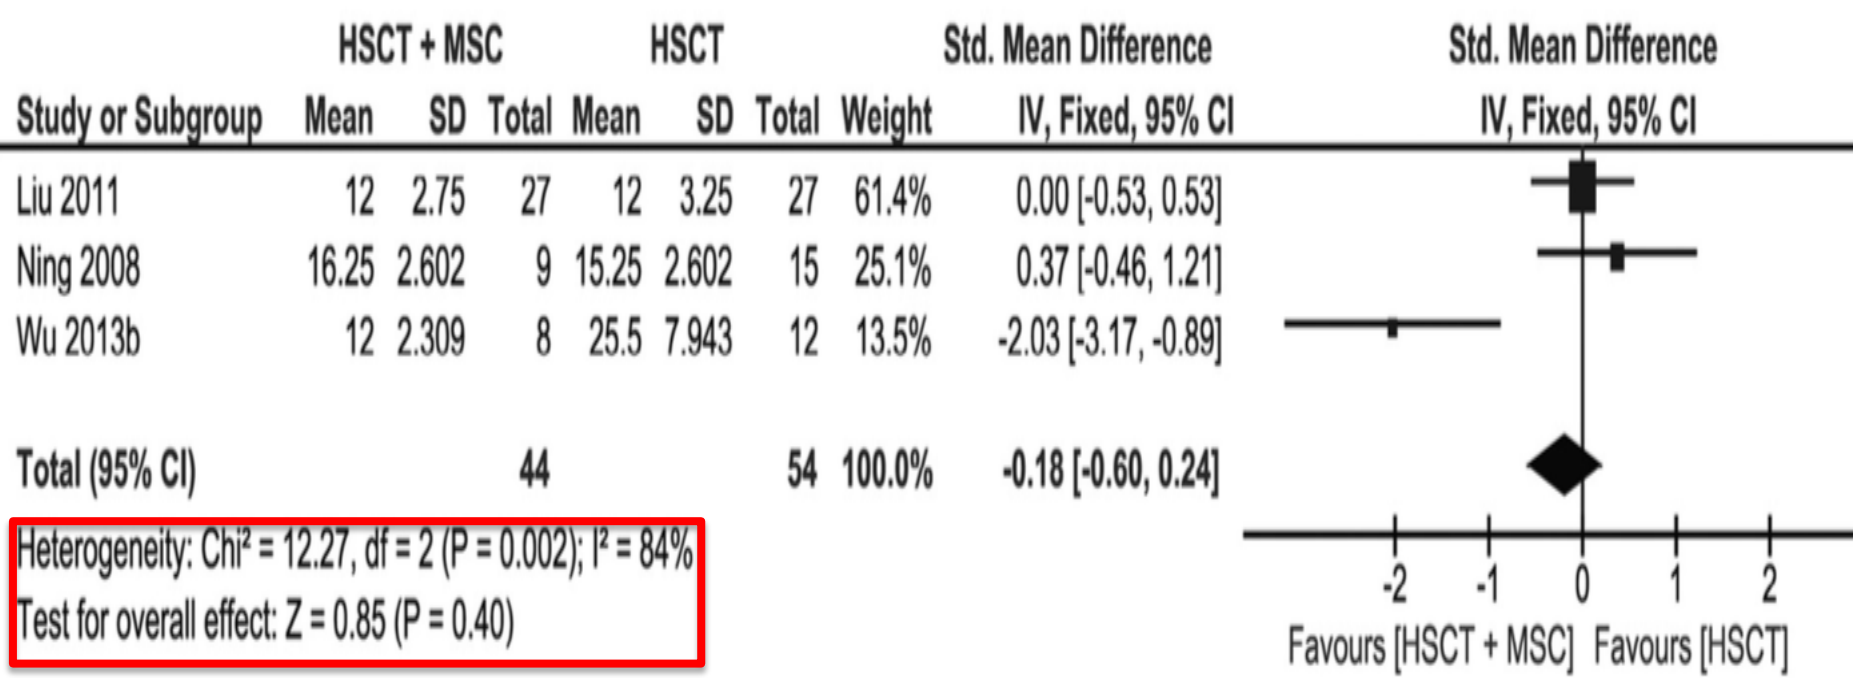 HSCT + MSC HSCT Std. Mean Difference Std. Mean Difference
Study or Subgroup Mean SD Total Mean SD Total Weight IV, Fixed, 95% CI IV, Fixed, 95% CI
Liu 2011 12 2.75 27 12 3.25 27 61.4% 0.00 [-0.53, 0.53]
Ning 2008 16.25 2.602 9 15.25 2.602 15 25.1% 0.37 [-0.46, 1.21]
Wu 2013b 12 2.309 8 25.5 7.943 12 13.5% -2.03 [-3.17, -0.89]
Total (95% CI) 44 54 100.0% -0.18 [-0.60, 0.24]
Heterogeneity: Chi² = 12.27, df = 2 (P = 0.002); I² = 84%
Test for overall effect: Z = 0.85 (P = 0.40)
-2 -1 0 1 2
Favours [HSCT + MSC] Favours [HSCT]